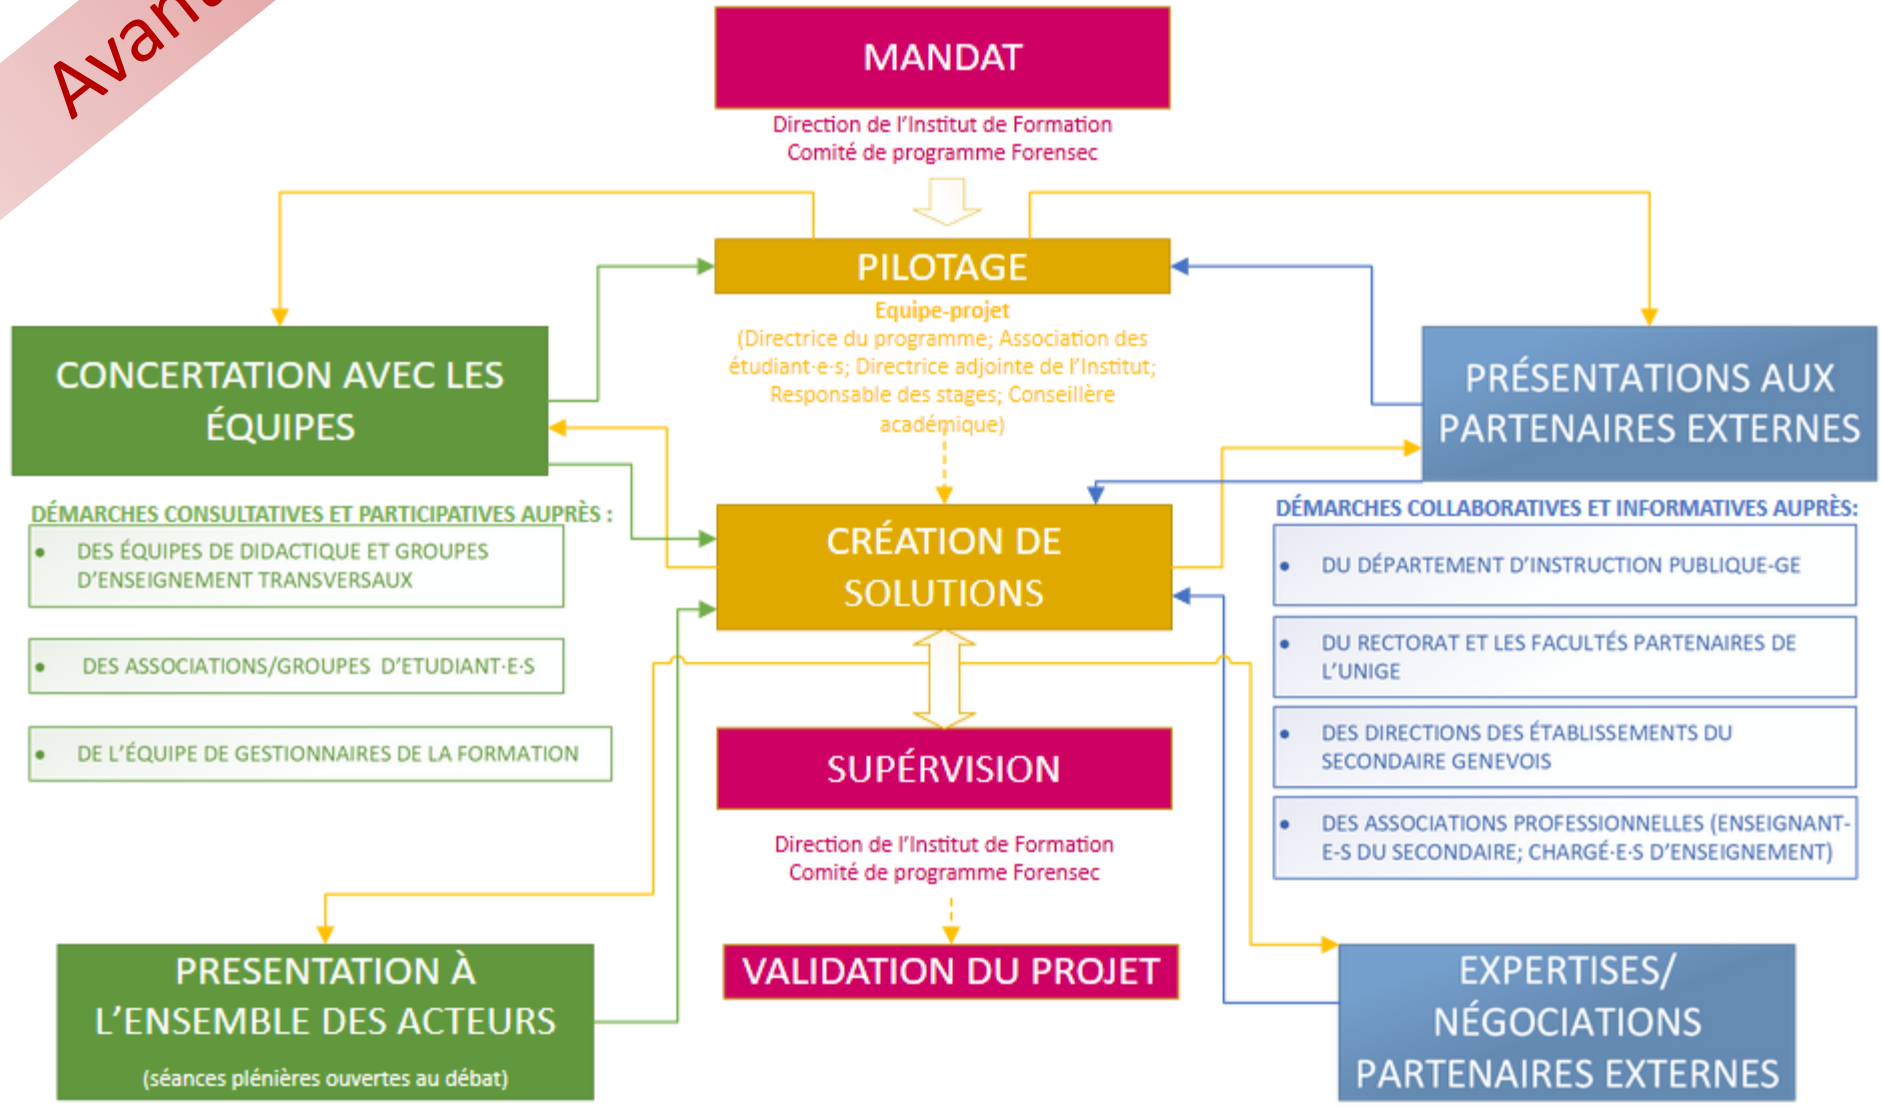 Avan
MANDAT
Direction de l'Institut de Formation
Comité de programme Forensec
PILOTAGE
Equipe-projet
(Directrice du programme; Association des
étudiant·e·s; Directrice adjointe de l'Institut;
Responsable des stages; Conseillère
académique)
CONCERTATION AVEC LES
ÉQUIPES
PRÉSENTATIONS AUX
PARTENAIRES EXTERNES
DÉMARCHES CONSULTATIVES ET PARTICIPATIVES AUPRÈS :
• DES ÉQUIPES DE DIDACTIQUE ET GROUPES
D'ENSEIGNEMENT TRANSVERSAUX
• DES ASSOCIATIONS/GROUPES D'ETUDIANT·E·S
• DE L'ÉQUIPE DE GESTIONNAIRES DE LA FORMATION
CRÉATION DE
SOLUTIONS
DÉMARCHES COLLABORATIVES ET INFORMATIVES AUPRÈS:
• DU DÉPARTEMENT D'INSTRUCTION PUBLIQUE-GE
• DU RECTORAT ET LES FACULTÉS PARTENAIRES DE
L'UNIGE
• DES DIRECTIONS DES ÉTABLISSEMENTS DU
SECONDAIRE GENEVOIS
• DES ASSOCIATIONS PROFESSIONNELLES (ENSEIGNANT-
E-S DU SECONDAIRE; CHARGÉ·E·S D'ENSEIGNEMENT)
SUPÉRVISION
Direction de l'Institut de Formation
Comité de programme Forensec
VALIDATION DU PROJET
PRESENTATION À
L'ENSEMBLE DES ACTEURS
(séances plénières ouvertes au débat)
EXPERTISES/
NÉGOCIATIONS
PARTENAIRES EXTERNES